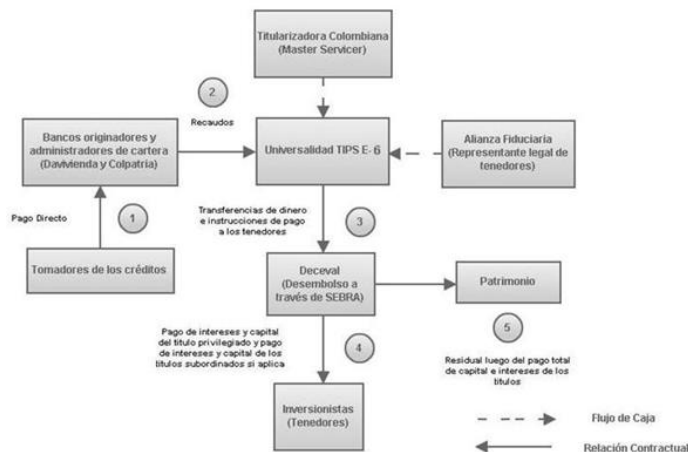 Titularizadora Colombiana
(Master Servicer)
2
Recaudos
Bancos originadores y
administradores de cartera
(Davivienda y Colpatria)
Universalidad TIPS E- 6
Alianza Fiduciaria
(Representante legal de
tenedores)
Pago Directo
1
Transferencias de dinero
e instrucciones de pago
a los tenedores
3
Tomadores de los créditos
Deceval
(Desembolso a
través de SEBRA)
Patrimonio
Pago de intereses y capital
del titulo privilegiado y pago
de intereses y capital de los
titulos subordinados si aplica
4
5
Residual luego del pago total
de capital e intereses de los
titulos
Inversionistas
(Tenedores)
Flujo de Caja
Relación Contractual